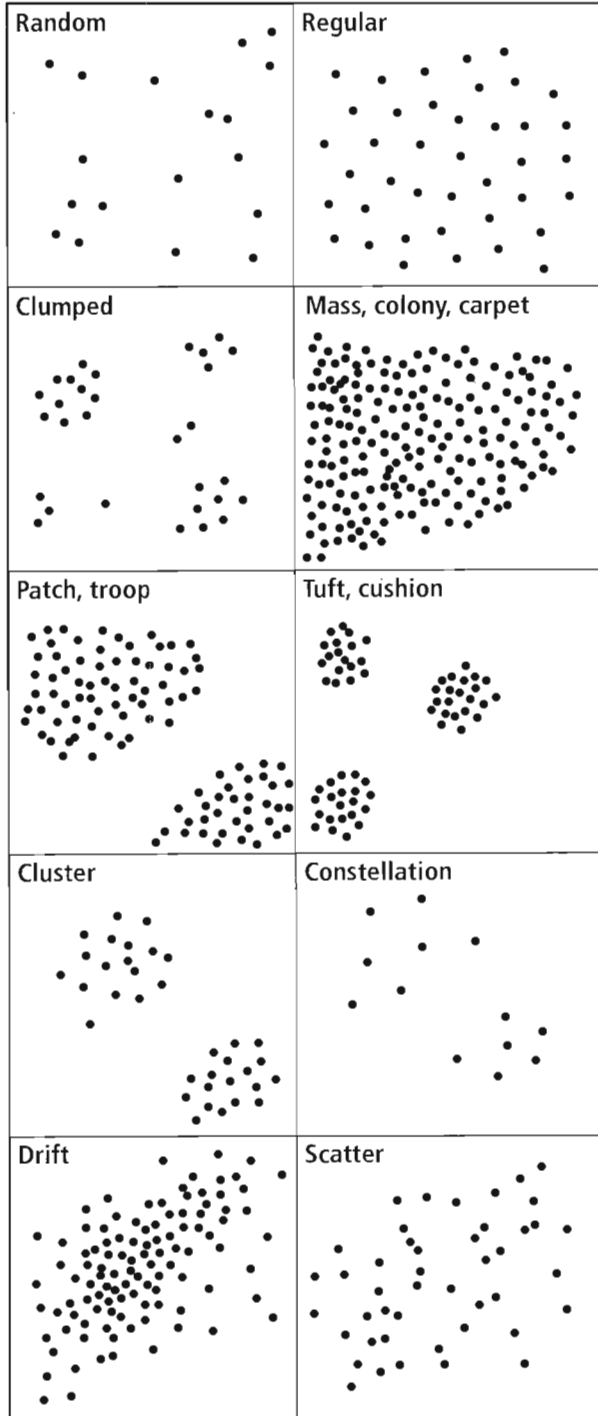 Random
Regular
Clumped
Mass, colony, carpet
Patch, troop
Tuft, cushion
Cluster
Constellation
Drift
Scatter